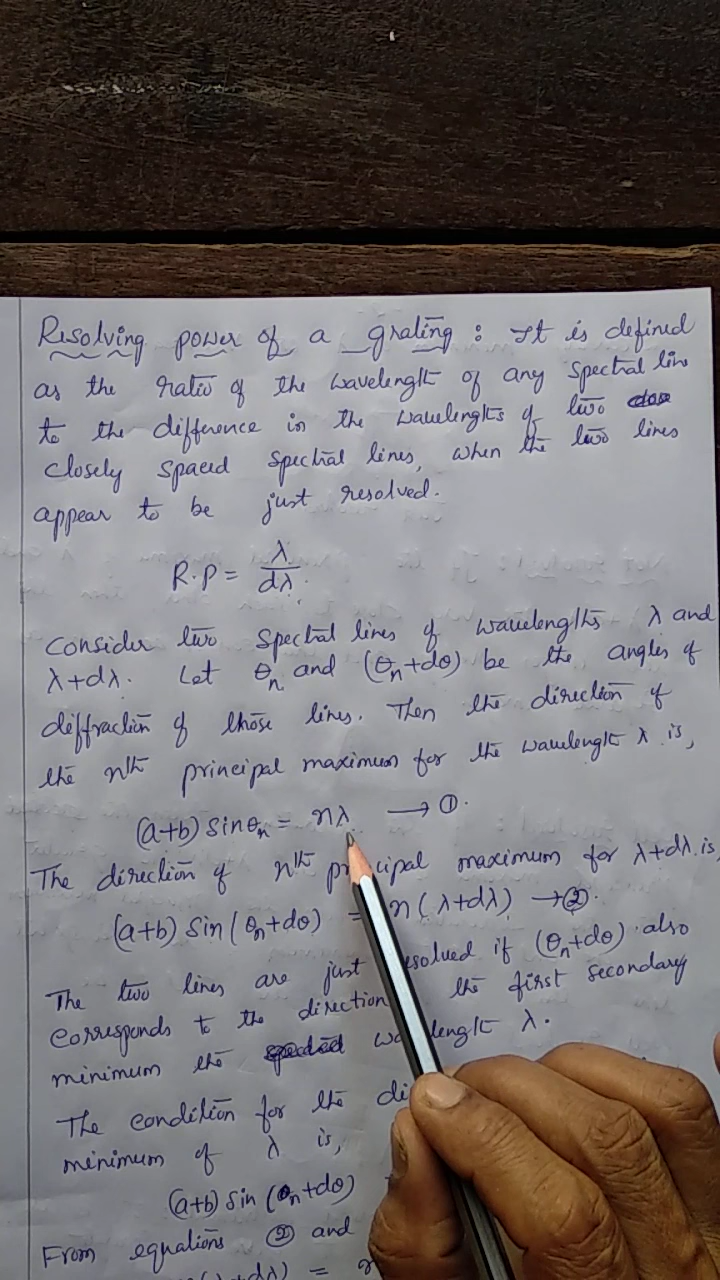 Resolving power of a grating : It is defined
as the ratio of the wavelength of any spectral line
to the difference in the wavelengths of two
closely spaced spectral lines, when the two lines
appear to be just resolved.
R.P = λ/dλ.
Consider two spectral lines of wavelengths λ and
λ+dλ. Let θₙ and (θₙ+dθ) be the angles of
diffraction of those lines. Then the direction of
the nth principal maximum for the wavelength λ is,
(a+b) sinθₙ = nλ → ①.
The direction of nth principal maximum for λ+dλ is,
(a+b) sin(θₙ+dθ) = n(λ+dλ) → ②.
The two lines are just resolved if (θₙ+dθ) also
corresponds to the direction the first secondary
minimum the wavelength λ.
The condition for the
minimum of λ is,
(a+b) sin (θₙ+dθ)
From equations ② and
(λ+dλ) =